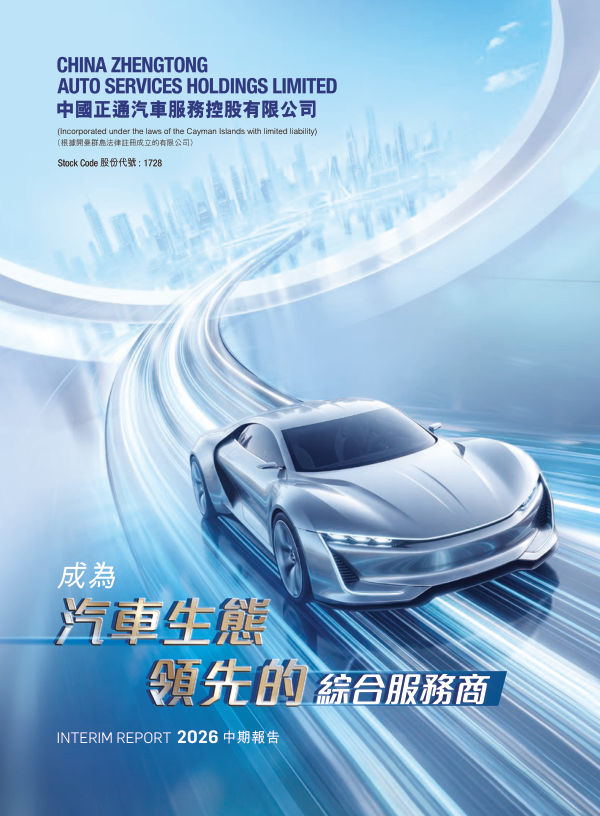 CHINA ZHENGTONG
AUTO SERVICES HOLDINGS LIMITED
中國正通汽車服務控股有限公司
(Incorporated under the laws of the Cayman Islands with limited liability)
（根據開曼群島法律註冊成立的有限公司）
Stock Code 股份代號 : 1728
成為
汽車生態
領先的 綜合服務商
INTERIM REPORT 2026 中期報告